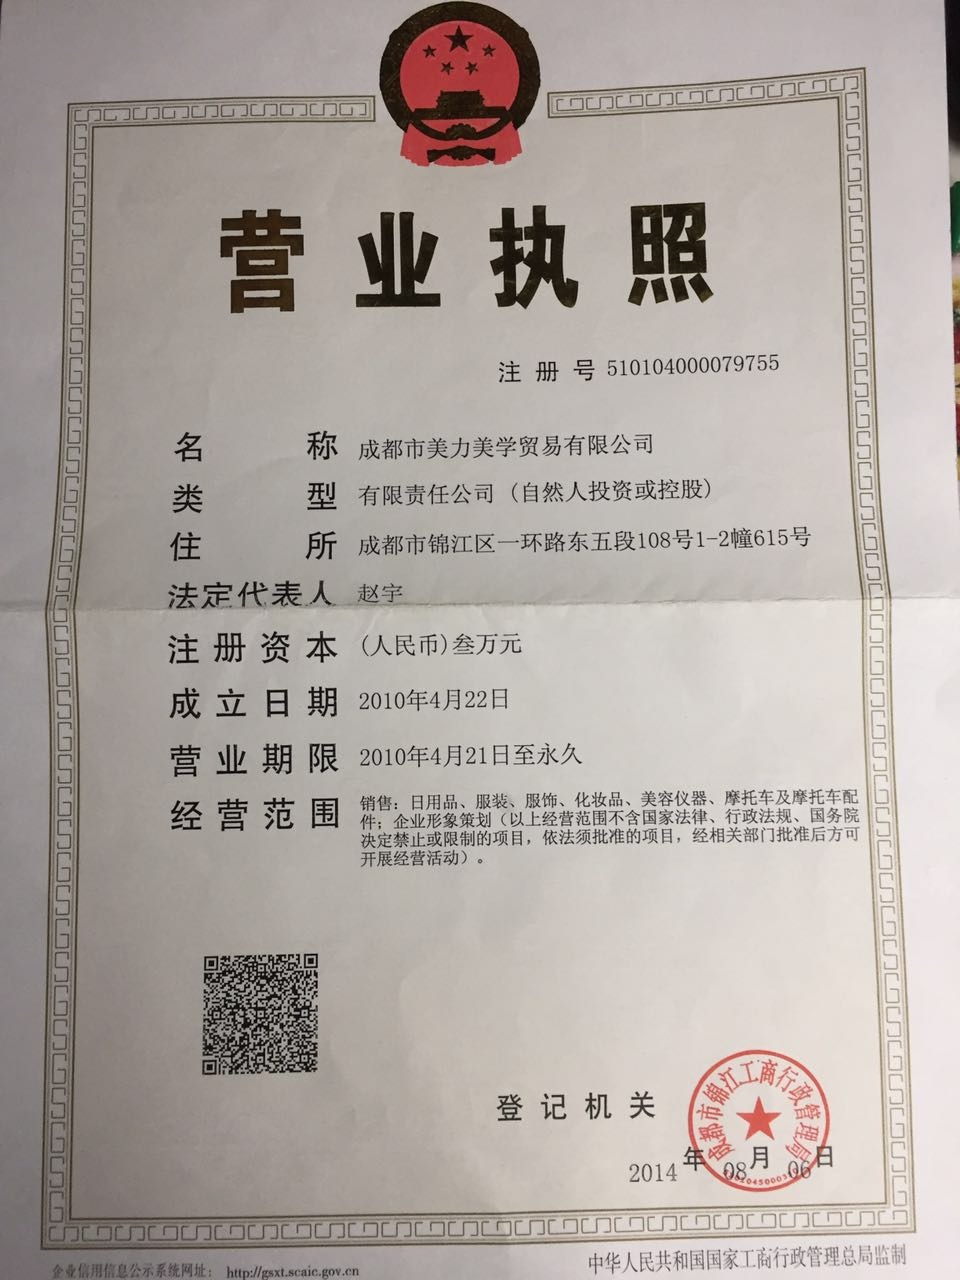 营业执照
注册号 510104000079755
名称 成都市美力美学贸易有限公司
类型 有限责任公司 (自然人投资或控股)
住所 成都市锦江区一环路东五段108号1-2幢615号
法定代表人 赵宇
注册资本 (人民币)叁万元
成立日期 2010年4月22日
营业期限 2010年4月21日至永久
经营范围 销售：日用品、服装、服饰、化妆品、美容仪器、摩托车及摩托车配
件；企业形象策划（以上经营范围不含国家法律、行政法规、国务院
决定禁止或限制的项目，依法须批准的项目，经相关部门批准后方可
开展经营活动）。
登记机关
成都市锦江工商行政管理局
2014年08月06日
企业信用信息公示系统网址： http://gsxt.scaic.gov.cn
中华人民共和国国家工商行政管理总局监制